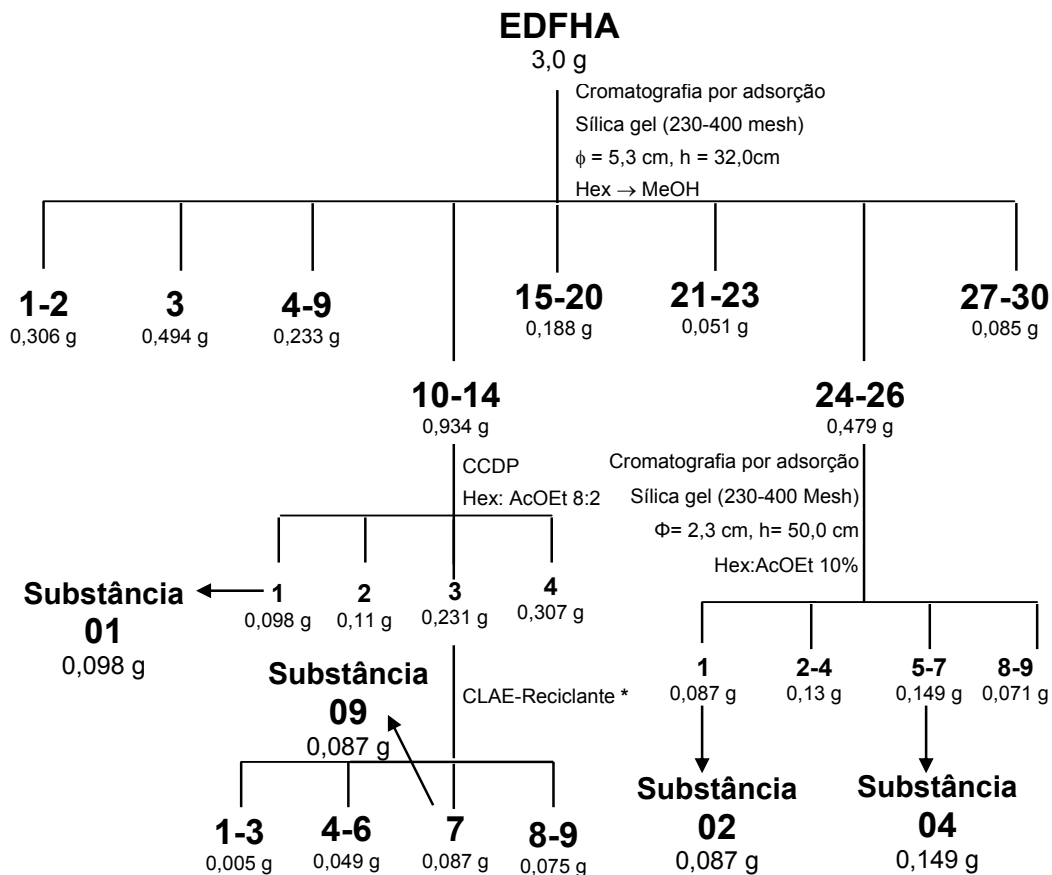 EDFHA
3,0 g
Cromatografia por adsorção
Sílica gel (230-400 mesh)
ϕ = 5,3 cm, h = 32,0cm
Hex → MeOH
1-2
0,306 g
3
0,494 g
4-9
0,233 g
15-20
0,188 g
21-23
0,051 g
27-30
0,085 g
10-14
0,934 g
24-26
0,479 g
CCDP
Hex: AcOEt 8:2
Cromatografia por adsorção
Sílica gel (230-400 Mesh)
Φ= 2,3 cm, h= 50,0 cm
Hex:AcOEt 10%
1
0,098 g
2
0,11 g
3
0,231 g
4
0,307 g
Substância
01
0,098 g
1
0,087 g
2-4
0,13 g
5-7
0,149 g
8-9
0,071 g
Substância
09
0,087 g
CLAE-Reciclante *
1-3
0,005 g
4-6
0,049 g
7
0,087 g
8-9
0,075 g
Substância
02
0,087 g
Substância
04
0,149 g